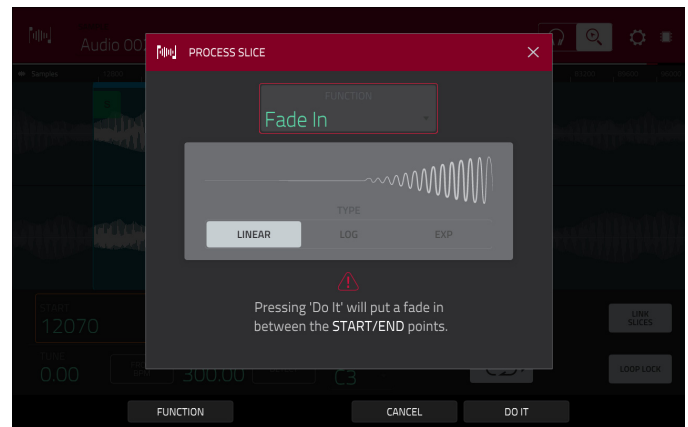 Audio 002
PROCESS SLICE
Samples
FUNCTION
Fade In
TYPE
LINEAR LOG EXP
Pressing 'Do It' will put a fade in
between the START/END points.
START
12070
LINK
SLICES
TUNE
0.00
300.00
C3
LOOP LOCK
FUNCTION CANCEL DO IT